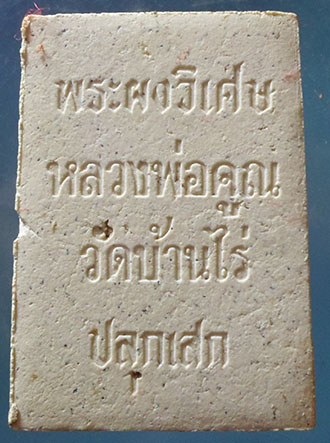 พระผงวิเศษ
หลวงพ่อคูณ
วัดบ้านไร่
ปลุกเสก